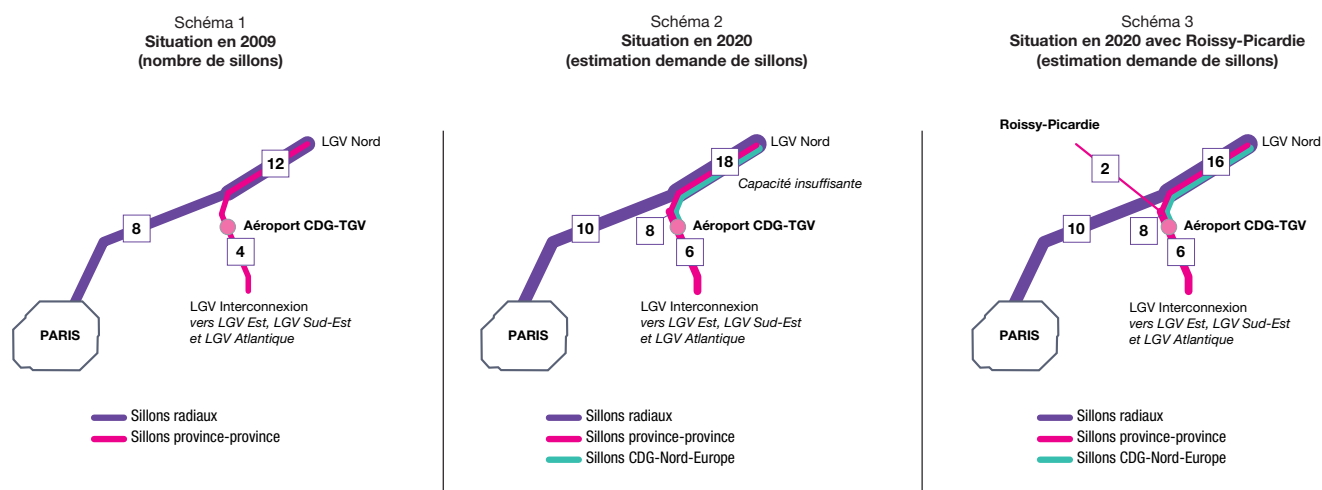 Schéma 1
Situation en 2009
(nombre de sillons)
LGV Nord
12
8
Aéroport CDG-TGV
4
LGV Interconnexion
vers LGV Est, LGV Sud-Est
et LGV Atlantique
PARIS
Sillons radiaux
Sillons province-province
Schéma 2
Situation en 2020
(estimation demande de sillons)
LGV Nord
18
Capacité insuffisante
10
8
Aéroport CDG-TGV
6
LGV Interconnexion
vers LGV Est, LGV Sud-Est
et LGV Atlantique
PARIS
Sillons radiaux
Sillons province-province
Sillons CDG-Nord-Europe
Schéma 3
Situation en 2020 avec Roissy-Picardie
(estimation demande de sillons)
Roissy-Picardie
LGV Nord
16
2
10
8
Aéroport CDG-TGV
6
LGV Interconnexion
vers LGV Est, LGV Sud-Est
et LGV Atlantique
PARIS
Sillons radiaux
Sillons province-province
Sillons CDG-Nord-Europe